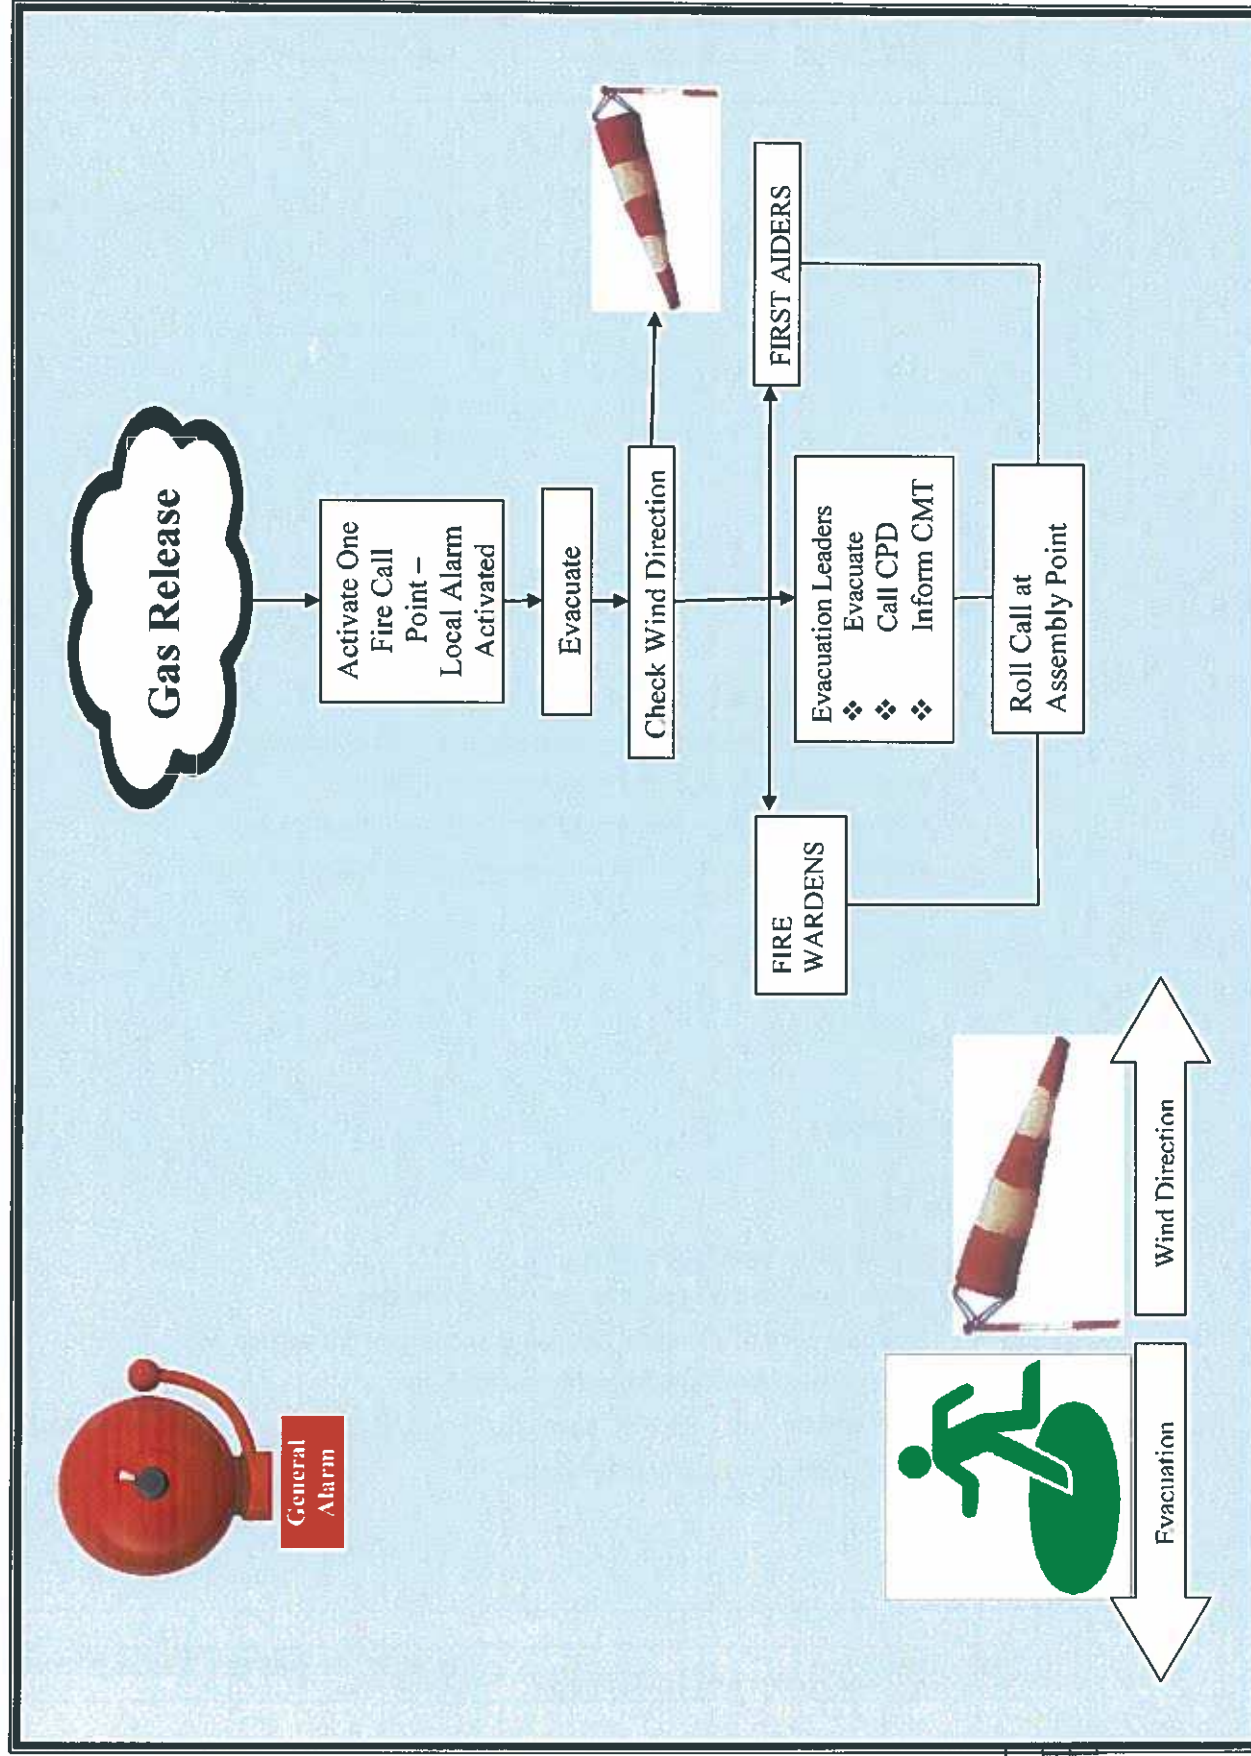 General
Alarm
Gas Release
Activate One
Fire Call
Point –
Local Alarm
Activated
Evacuate
Check Wind Direction
FIRE
WARDENS
Evacuation Leaders
❖ Evacuate
❖ Call CPD
❖ Inform CMT
FIRST AIDERS
Roll Call at
Assembly Point
Evacuation
Wind Direction